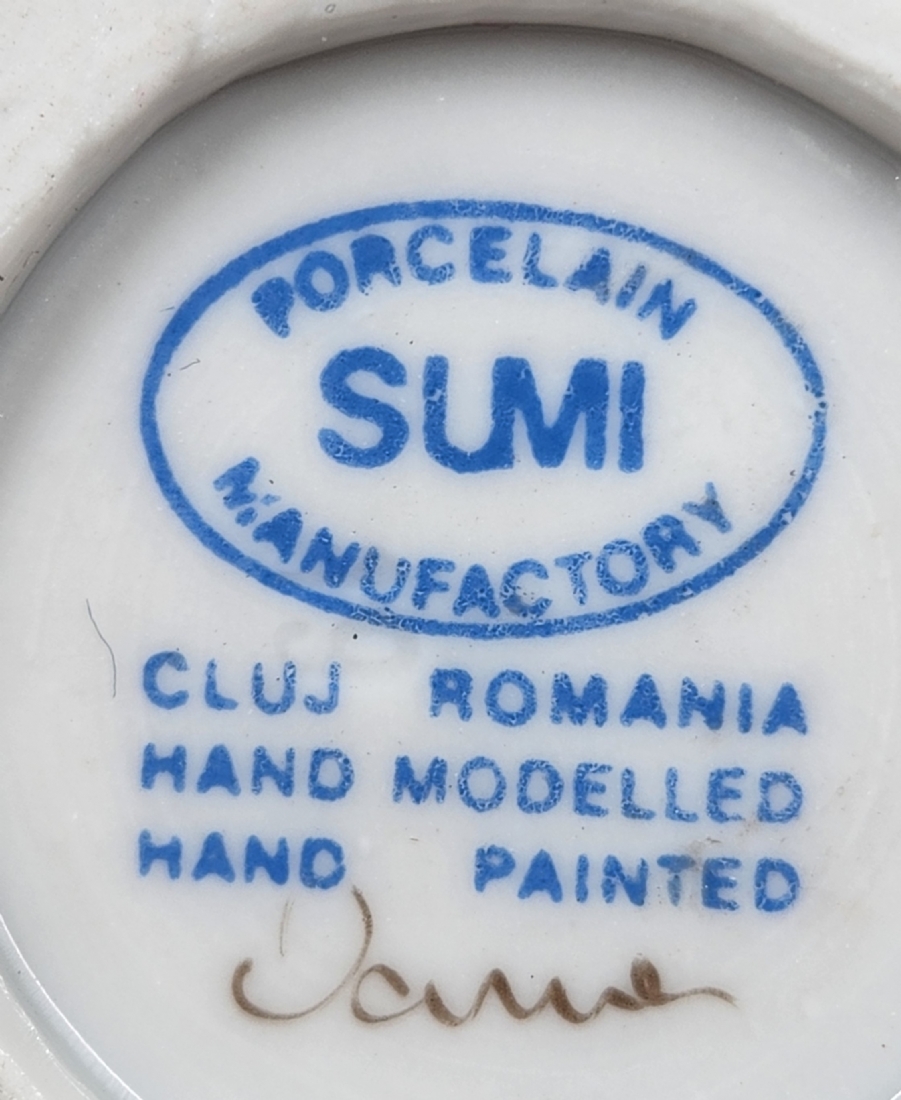 PORCELAIN
SUMI
MANUFACTORY
CLUJ ROMANIA
HAND MODELLED
HAND PAINTED